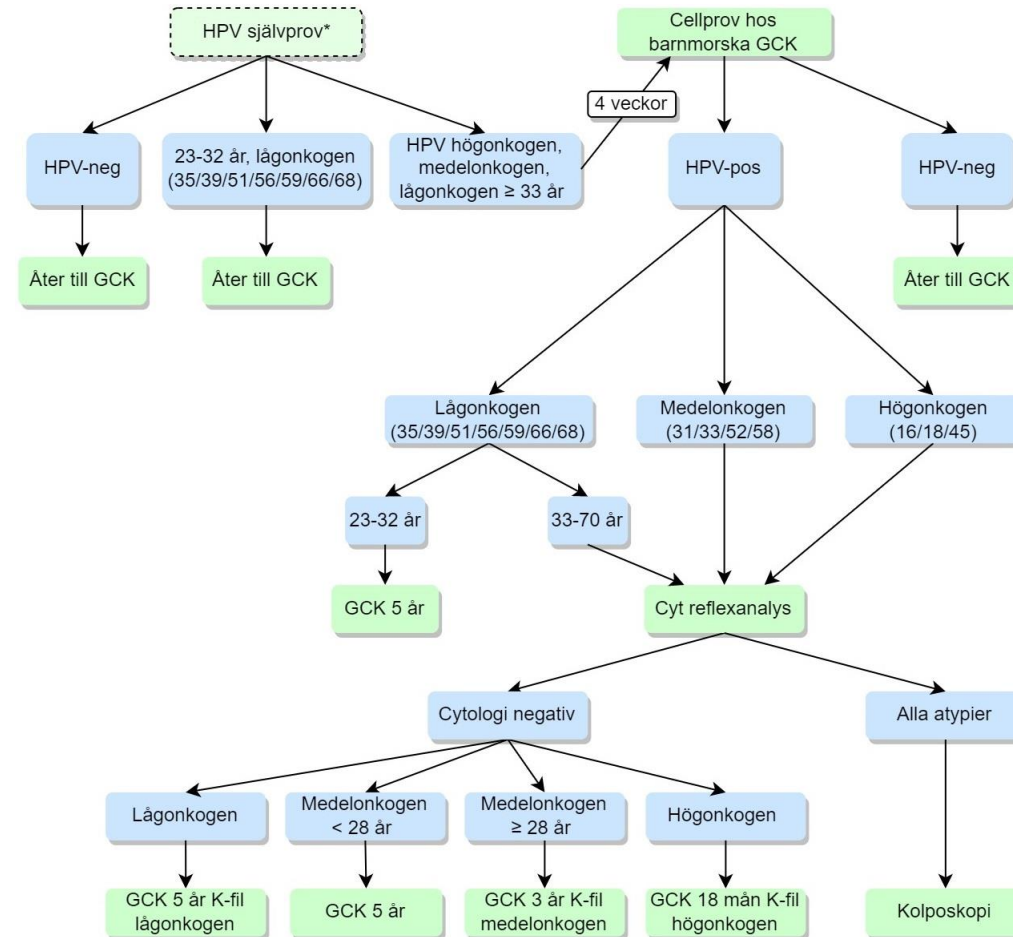 HPV självprov*
Cellprov hos
barnmorska GCK
4 veckor
HPV-neg
23-32 år, lågonkogen
(35/39/51/56/59/66/68)
HPV högonkogen,
medelonkogen,
lågonkogen ≥ 33 år
HPV-pos
HPV-neg
Åter till GCK
Åter till GCK
Åter till GCK
Lågonkogen
(35/39/51/56/59/66/68)
Medelonkogen
(31/33/52/58)
Högonkogen
(16/18/45)
23-32 år
33-70 år
GCK 5 år
Cyt reflexanalys
Cytologi negativ
Alla atypier
Lågonkogen
Medelonkogen
< 28 år
Medelonkogen
≥ 28 år
Högonkogen
GCK 5 år K-fil
lågonkogen
GCK 5 år
GCK 3 år K-fil
medelonkogen
GCK 18 mån K-fil
högonkogen
Kolposkopi